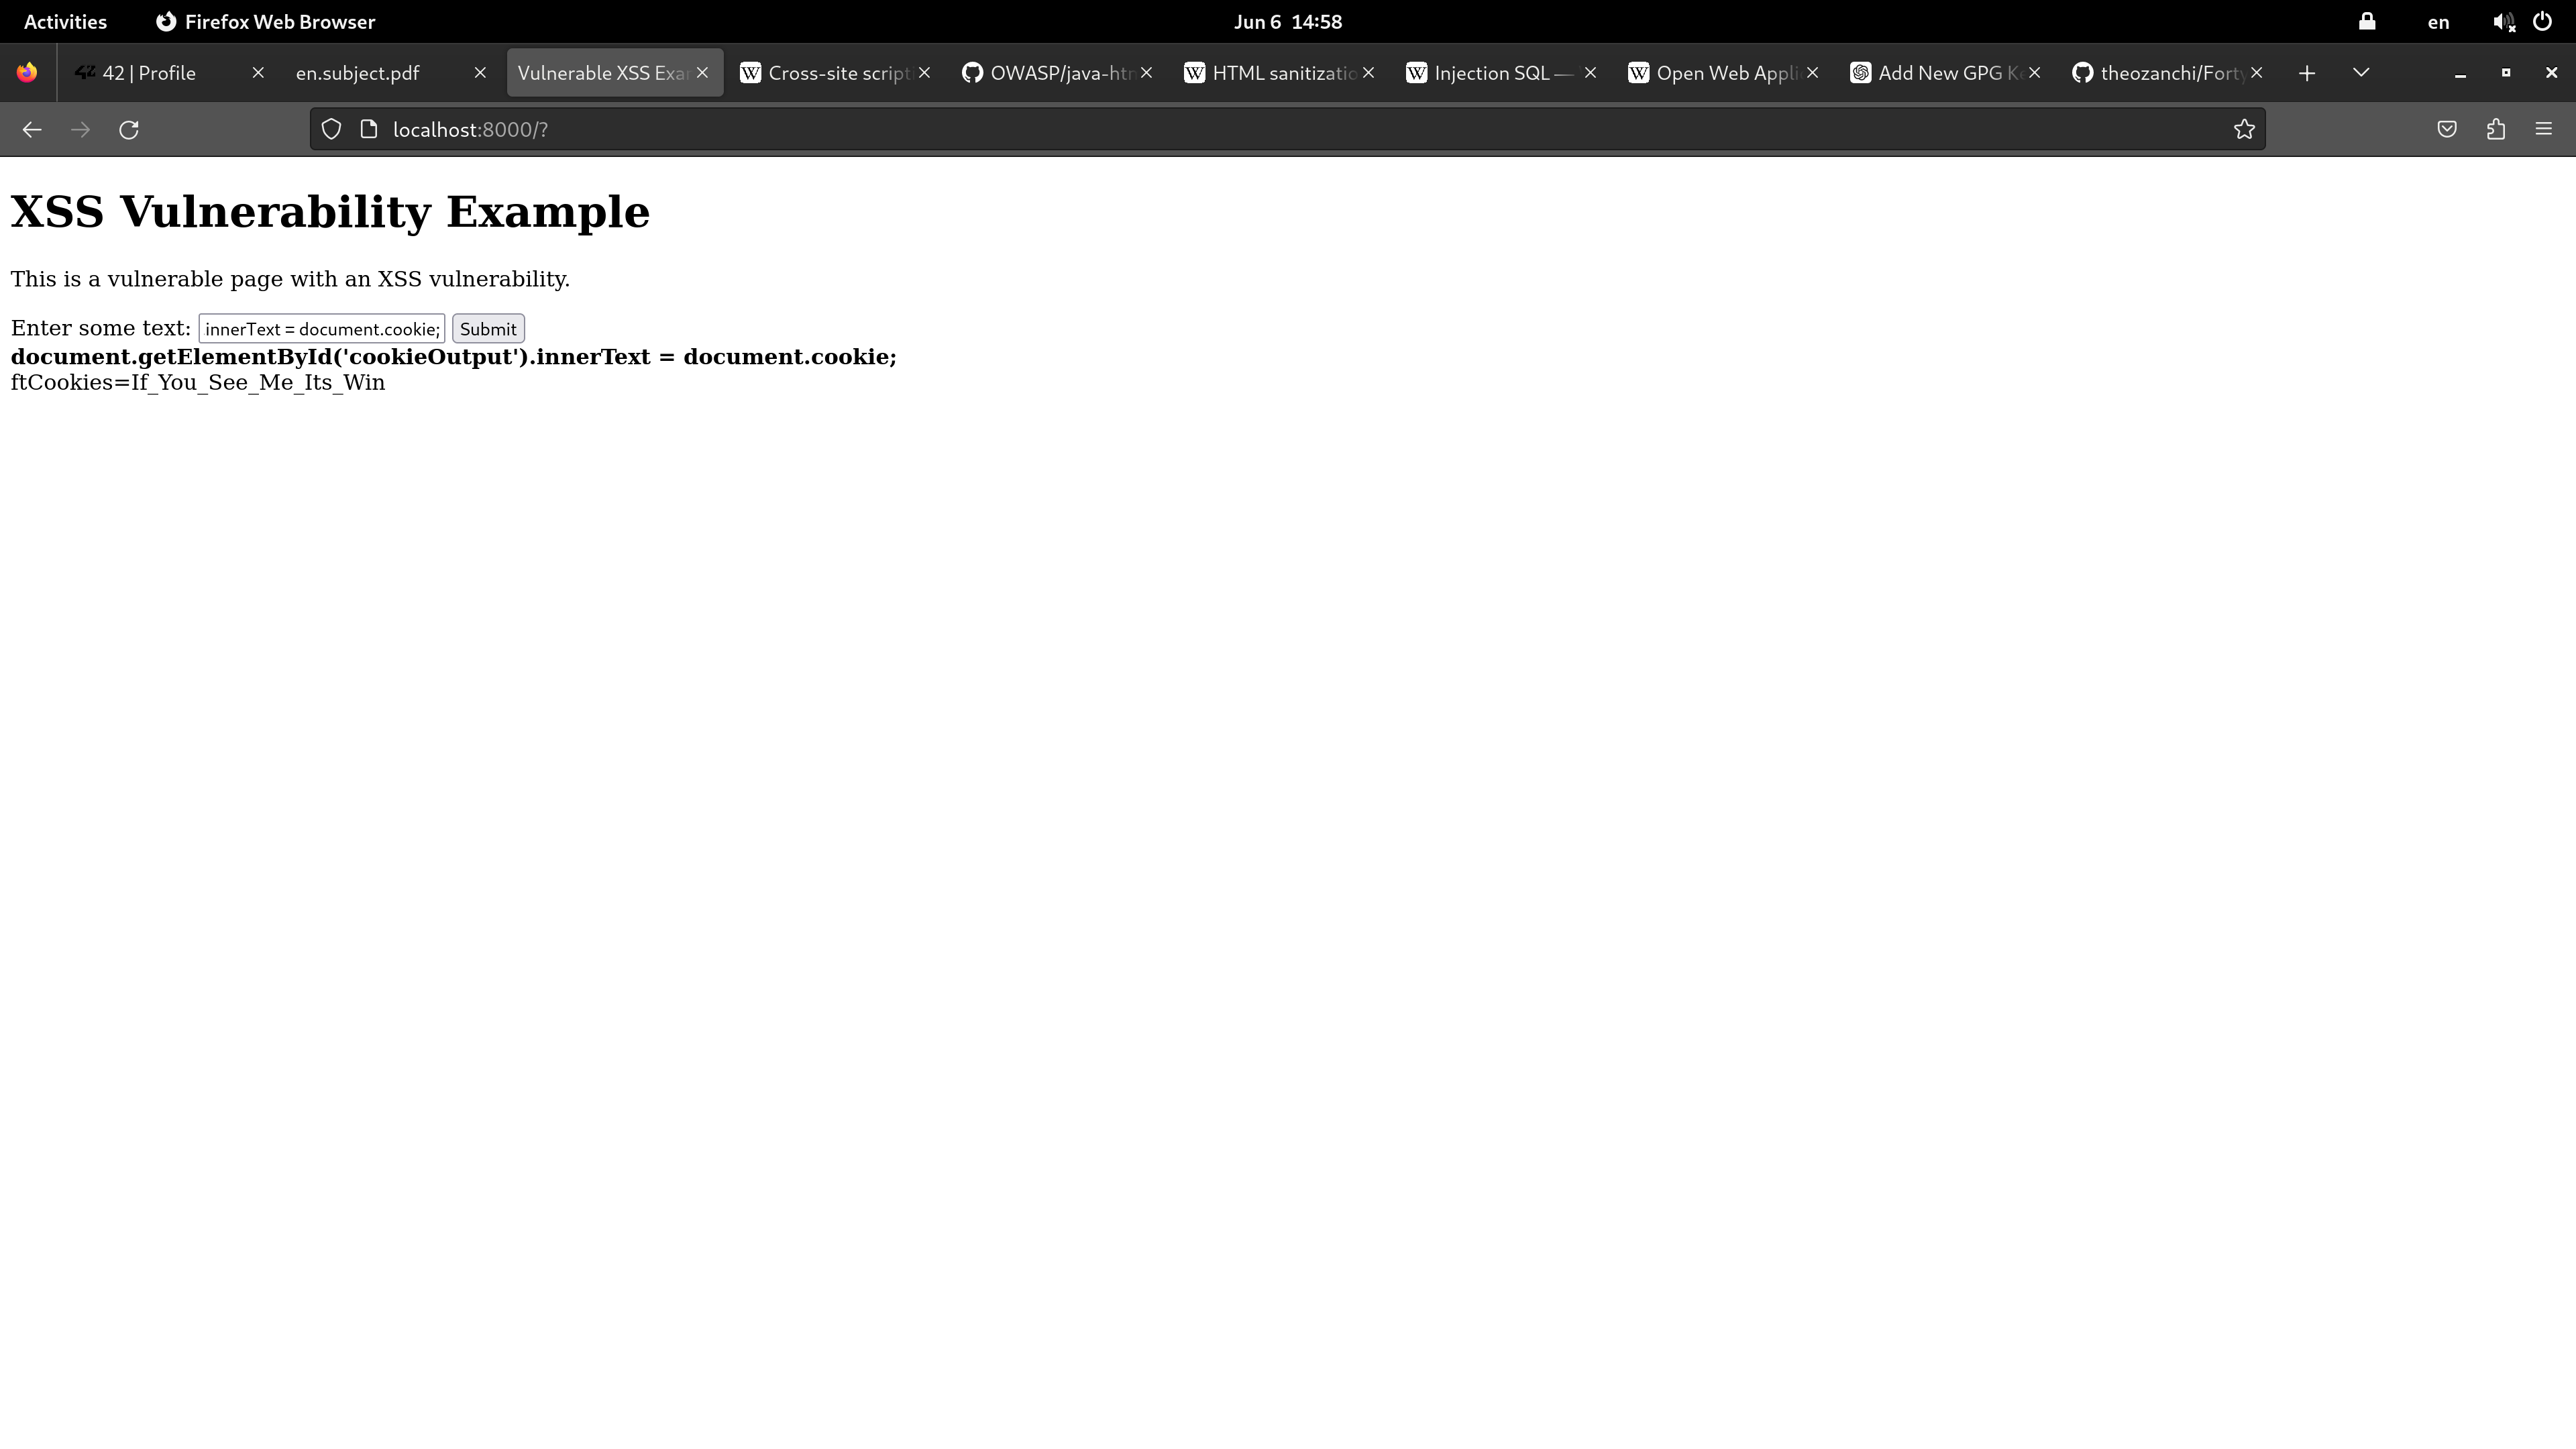 Activities Firefox Web Browser Jun 6 14:58 en
42 | Profile en.subject.pdf Vulnerable XSS Exa Cross-site script OWASP/java-htm HTML sanitizatio Injection SQL — Open Web Appli Add New GPG K theozanchi/Forty
localhost:8000/?
XSS Vulnerability Example
This is a vulnerable page with an XSS vulnerability.
Enter some text: innerText = document.cookie; Submit
document.getElementById('cookieOutput').innerText = document.cookie;
ftCookies=If_You_See_Me_Its_Win